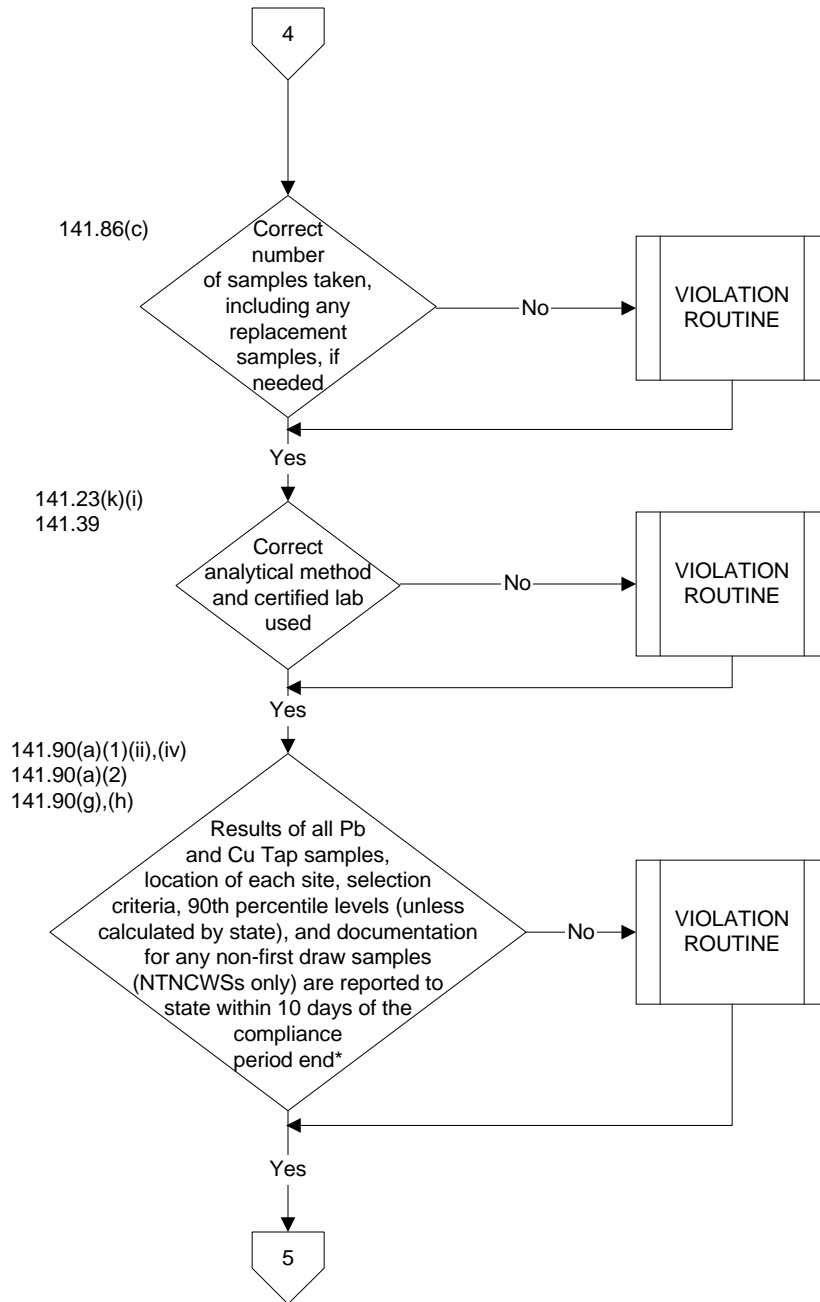 4
141.86(c)
Correct
number
of samples taken,
including any
replacement
samples, if
needed
No
VIOLATION
ROUTINE
Yes
141.23(k)(i)
141.39
Correct
analytical method
and certified lab
used
No
VIOLATION
ROUTINE
Yes
141.90(a)(1)(ii),(iv)
141.90(a)(2)
141.90(g),(h)
Results of all Pb
and Cu Tap samples,
location of each site, selection
criteria, 90th percentile levels (unless
calculated by state), and documentation
for any non-first draw samples
(NTNCWSs only) are reported to
state within 10 days of the
compliance
period end*
No
VIOLATION
ROUTINE
Yes
5